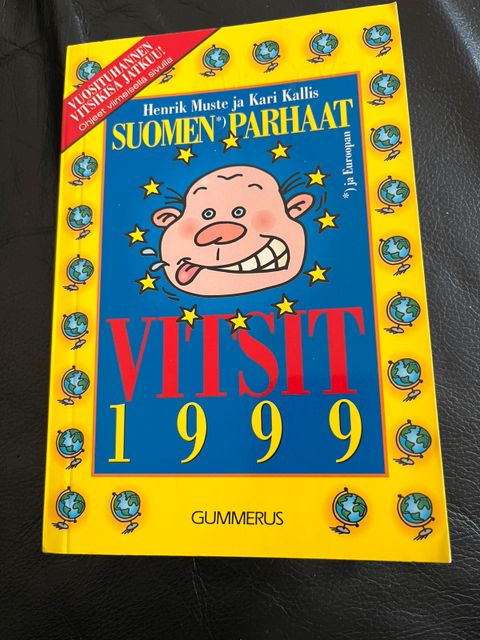 VUOSITUHANNEN
VITSIKISA JATKUU!
Ohjeet viimeisellä sivulla
Henrik Muste ja Kari Kallis
SUOMEN*) PARHAAT
*) ja Euroopan
VITSIT
1999
GUMMERUS